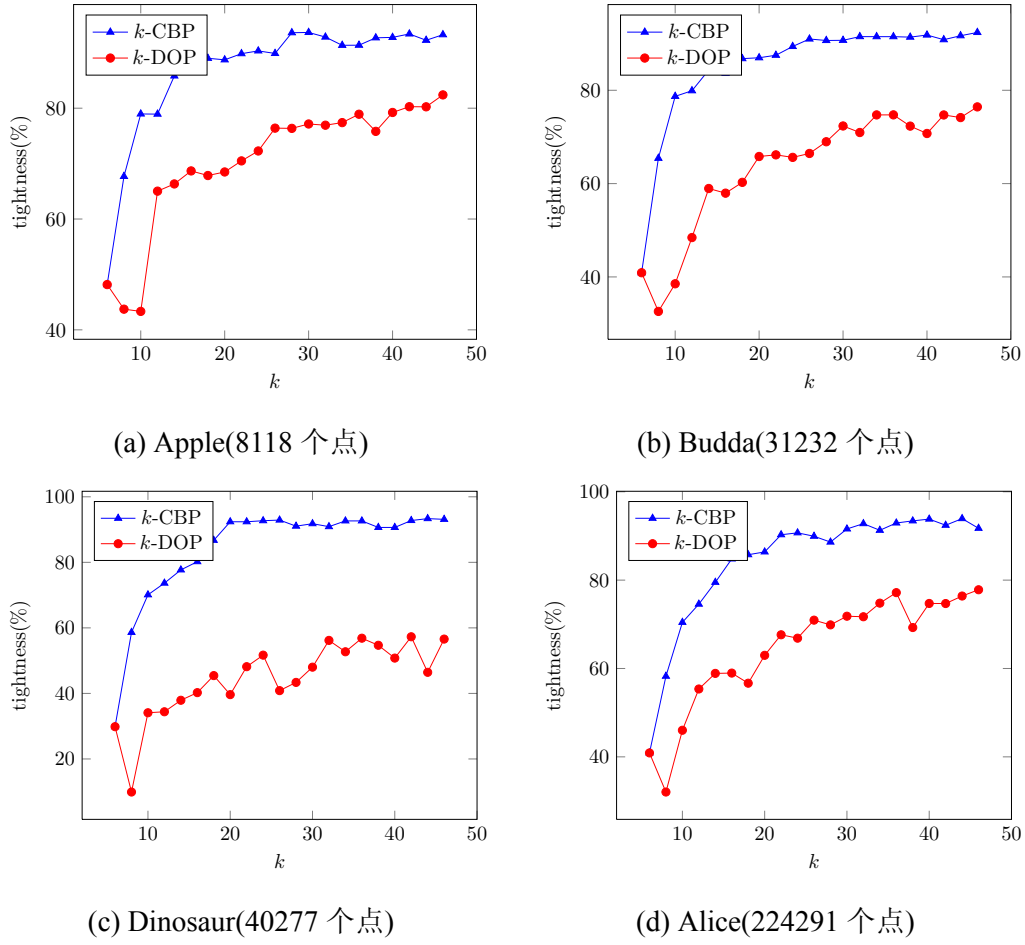 k-CBP
k-DOP
80
60
40
tightness(%)
10 20 30 40 50
k
(a) Apple(8118 个点)
k-CBP
k-DOP
80
60
40
tightness(%)
10 20 30 40 50
k
(b) Budda(31232 个点)
k-CBP
k-DOP
100
80
60
40
20
tightness(%)
10 20 30 40 50
k
(c) Dinosaur(40277 个点)
k-CBP
k-DOP
100
80
60
40
tightness(%)
10 20 30 40 50
k
(d) Alice(224291 个点)